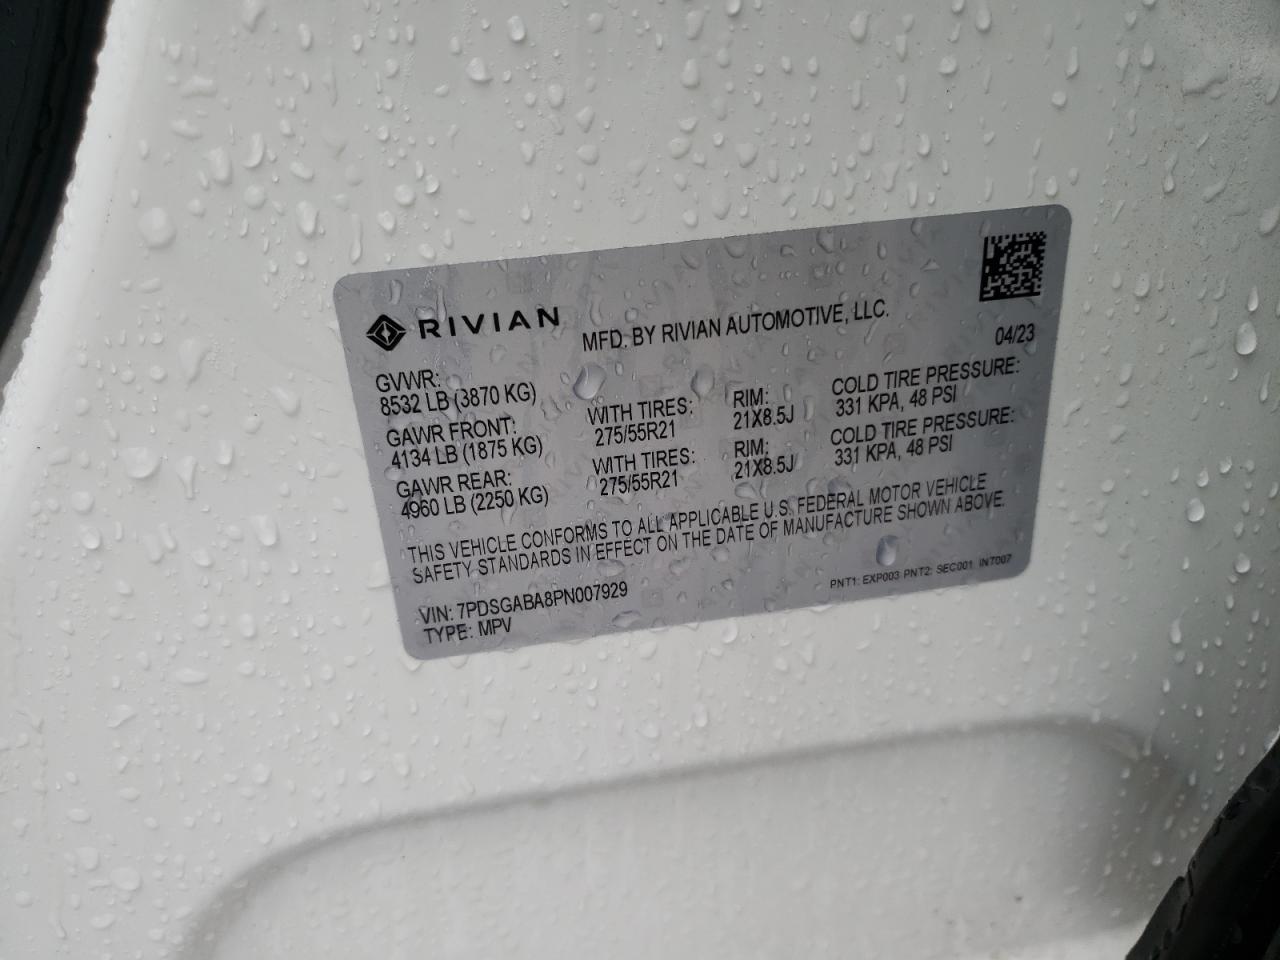 RIVIAN
MFD. BY RIVIAN AUTOMOTIVE, LLC.
04/23
GVWR:
8532 LB (3870 KG)
GAWR FRONT:
4134 LB (1875 KG)
WITH TIRES:
275/55R21
RIM:
21X8.5J
COLD TIRE PRESSURE:
331 KPA, 48 PSI
GAWR REAR:
4960 LB (2250 KG)
WITH TIRES:
275/55R21
RIM:
21X8.5J
COLD TIRE PRESSURE:
331 KPA, 48 PSI
THIS VEHICLE CONFORMS TO ALL APPLICABLE U.S. FEDERAL MOTOR VEHICLE
SAFETY STANDARDS IN EFFECT ON THE DATE OF MANUFACTURE SHOWN ABOVE.
VIN: 7PDSGABA8PN007929
TYPE: MPV
PNT1: EXP003 PNT2: SEC001 INT007